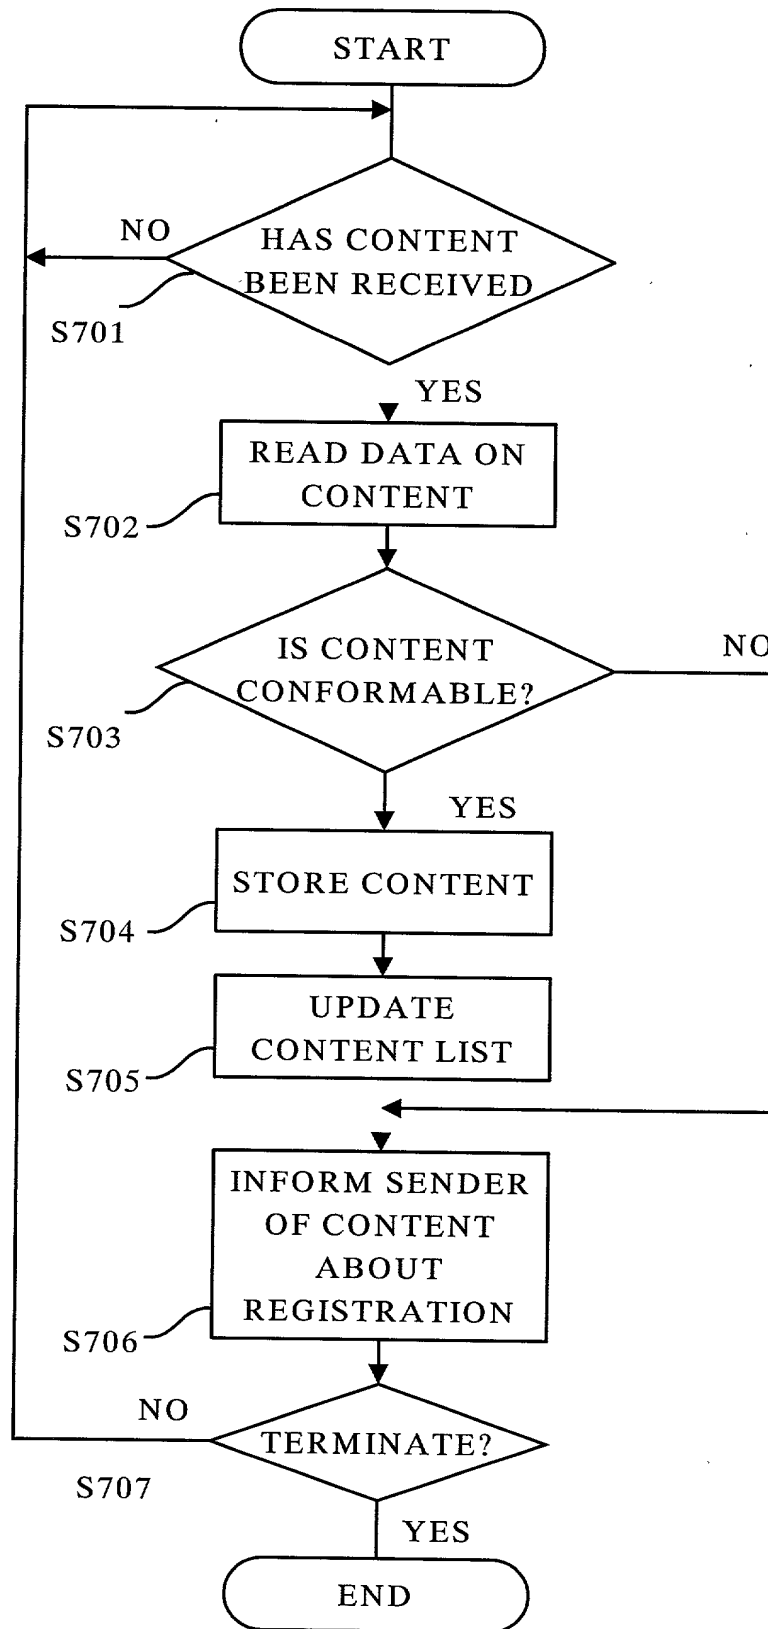 START
NO
HAS CONTENT
BEEN RECEIVED
S701
YES
READ DATA ON
CONTENT
S702
IS CONTENT
CONFORMABLE?
NO
S703
YES
STORE CONTENT
S704
UPDATE
CONTENT LIST
S705
INFORM SENDER
OF CONTENT
ABOUT
REGISTRATION
S706
NO
TERMINATE?
S707
YES
END